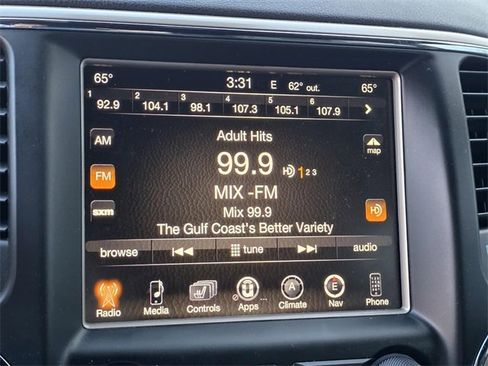 65° 3:31 E 62° out. 65°
1 92.9 2 104.1 3 98.1 4 107.3 5 105.1 6 107.9
Adult Hits
AM
map
99.9 HD 1 2 3
FM
MIX -FM
sxm
Mix 99.9
HD
The Gulf Coast's Better Variety
browse tune audio
A E
Radio Media Controls Apps Climate Nav Phone